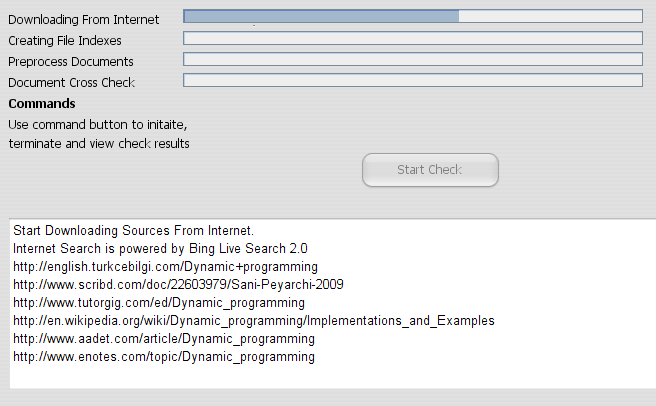 Downloading From Internet
Creating File Indexes
Preprocess Documents
Document Cross Check
Commands
Use command button to initaite,
terminate and view check results
Start Check
Start Downloading Sources From Internet.
Internet Search is powered by Bing Live Search 2.0
http://english.turkcebilgi.com/Dynamic+programming
http://www.scribd.com/doc/22603979/Sani-Peyarchi-2009
http://www.tutorgig.com/ed/Dynamic_programming
http://en.wikipedia.org/wiki/Dynamic_programming/Implementations_and_Examples
http://www.aadet.com/article/Dynamic_programming
http://www.enotes.com/topic/Dynamic_programming